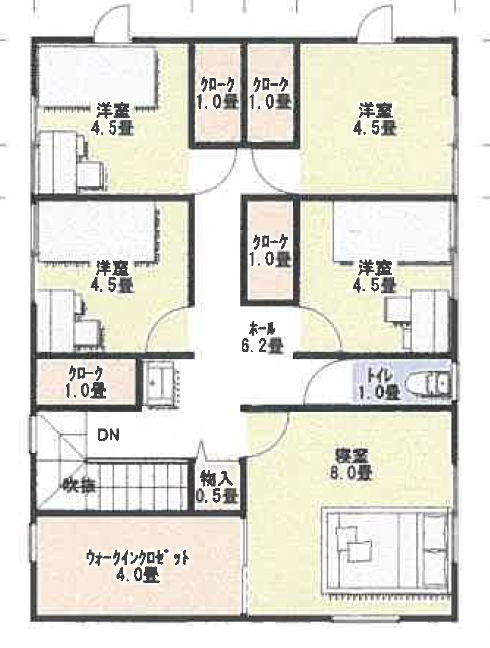 洋室
4.5畳
クローク
1.0畳
クローク
1.0畳
洋室
4.5畳
洋室
4.5畳
クローク
1.0畳
洋室
4.5畳
ホール
6.2畳
クローク
1.0畳
トイレ
1.0畳
DN
吹抜
物入
0.5畳
寝室
8.0畳
ウォークインクロゼット
4.0畳